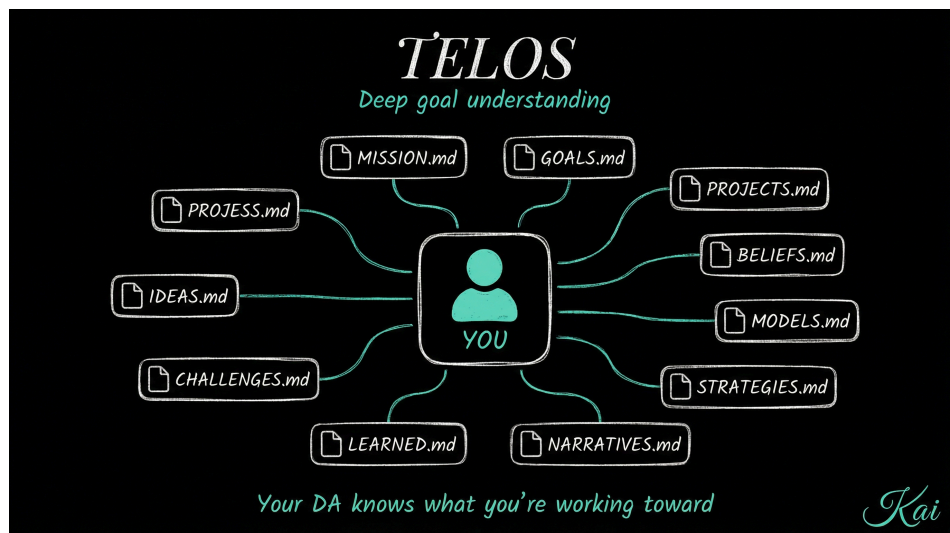 TELOS
Deep goal understanding
MISSION.md
GOALS.md
PROJECTS.md
PROJESS.md
BELIEFS.md
IDEAS.md
MODELS.md
YOU
CHALLENGES.md
STRATEGIES.md
LEARNED.md
NARRATIVES.md
Your DA knows what you're working toward
Kai